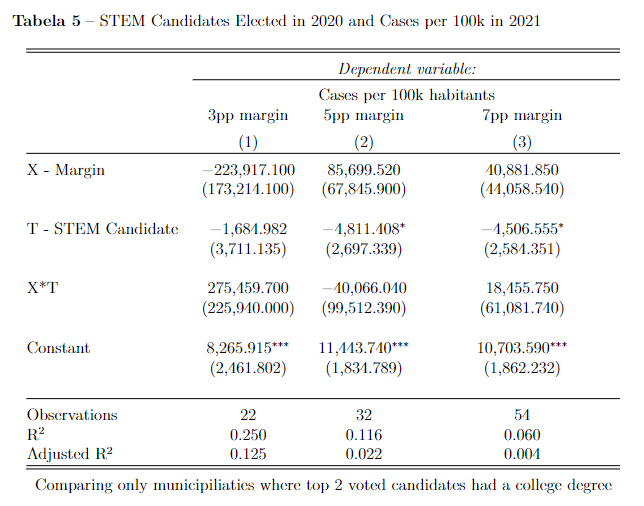 Tabela 5 – STEM Candidates Elected in 2020 and Cases per 100k in 2021
Dependent variable:
Cases per 100k habitants
3pp margin 5pp margin 7pp margin
(1) (2) (3)
X - Margin −223,917.100 85,699.520 40,881.850
(173,214.100) (67,845.900) (44,058.540)
T - STEM Candidate −1,684.982 −4,811.408* −4,506.555*
(3,711.135) (2,697.339) (2,584.351)
X*T 275,459.700 −40,066.040 18,455.750
(225,940.000) (99,512.390) (61,081.740)
Constant 8,265.915*** 11,443.740*** 10,703.590***
(2,461.802) (1,834.789) (1,862.232)
Observations 22 32 54
R² 0.250 0.116 0.060
Adjusted R² 0.125 0.022 0.004
Comparing only municipiliaties where top 2 voted candidates had a college degree